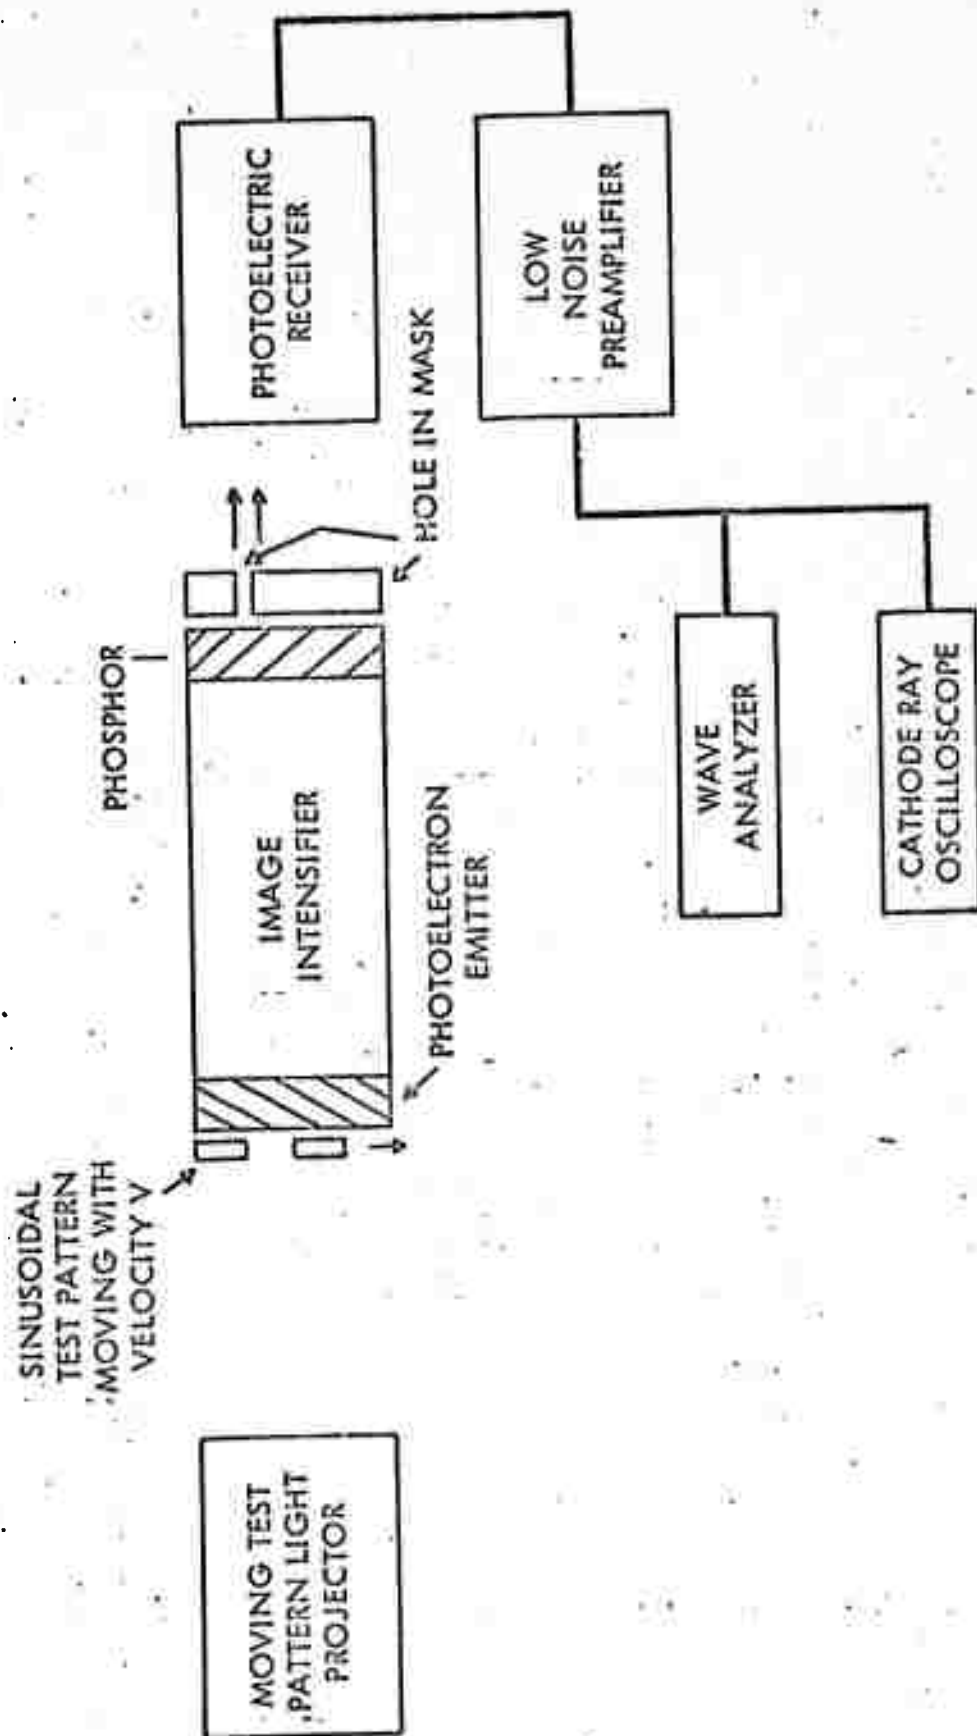 SINUSOIDAL
TEST PATTERN
MOVING WITH
VELOCITY V
PHOSPHOR
MOVING TEST
PATTERN LIGHT
PROJECTOR
IMAGE
INTENSIFIER
PHOTOELECTRIC
RECEIVER
PHOTOELECTRON
EMITTER
HOLE IN MASK
LOW
NOISE
PREAMPLIFIER
WAVE
ANALYZER
CATHODE RAY
OSCILLOSCOPE